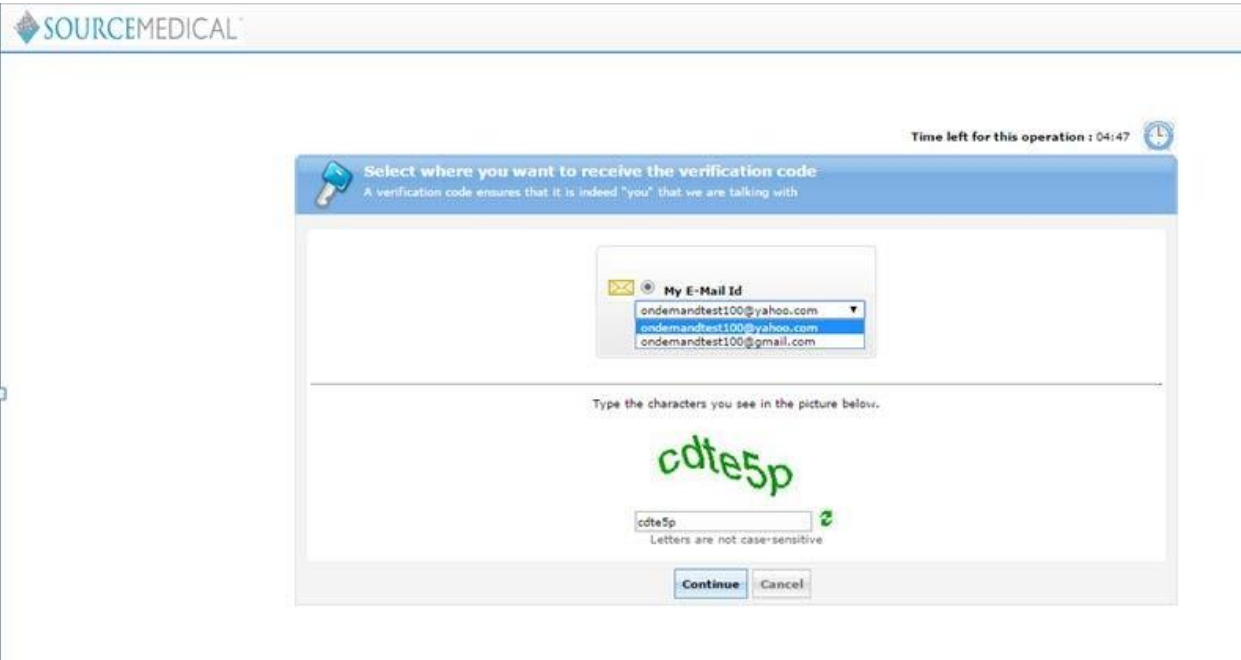 SOURCEMEDICAL
Time left for this operation : 04:47
Select where you want to receive the verification code
A verification code ensures that it is indeed "you" that we are talking with
My E-Mail Id
ondemandtest100@yahoo.com
ondemandtest100@yahoo.com
ondemandtest100@gmail.com
Type the characters you see in the picture below.
cdte5p
cdte5p
Letters are not case-sensitive
Continue Cancel